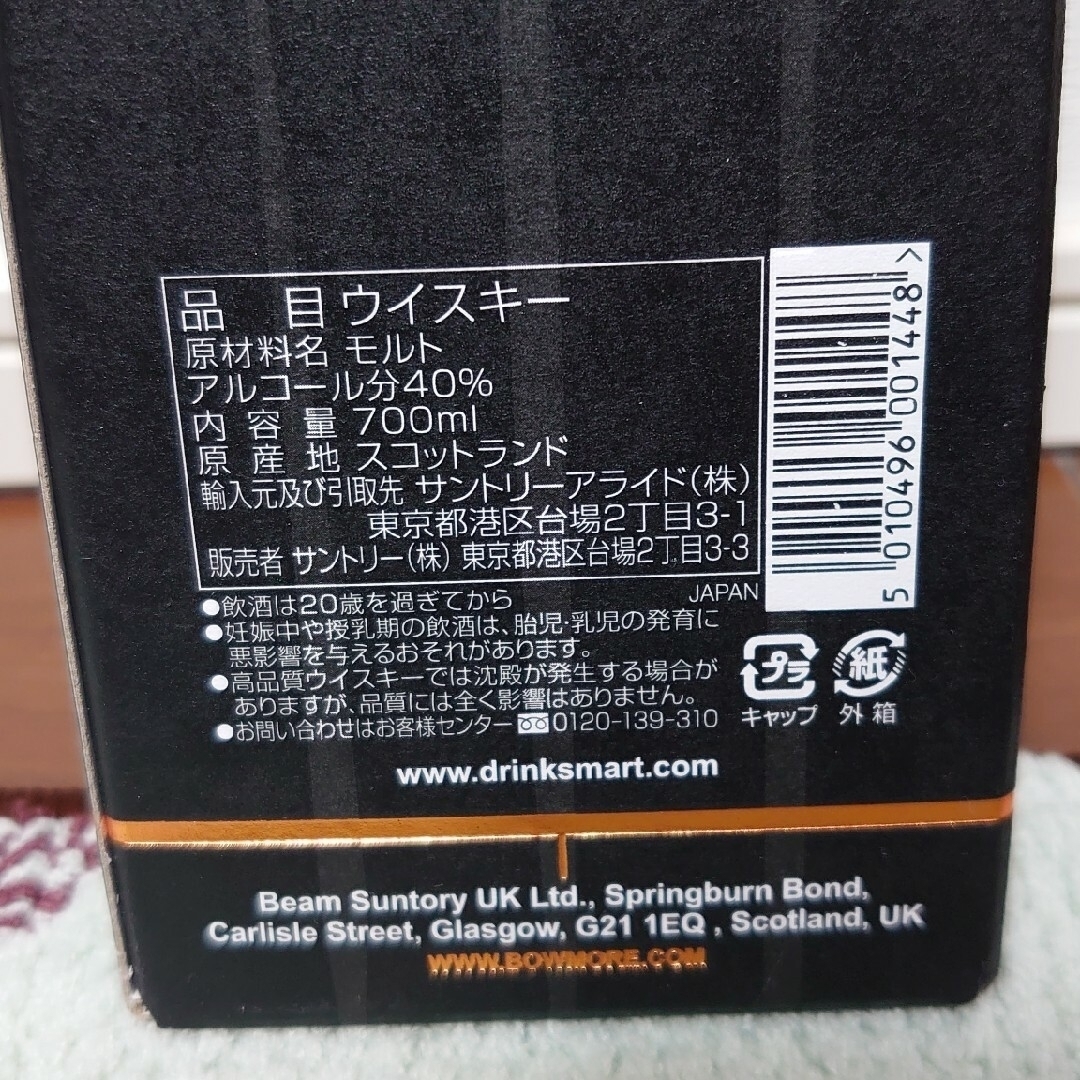 品 目 ウイスキー
原材料名 モルト
アルコール分40%
内 容 量 700ml
原 産 地 スコットランド
輸入元及び引取先 サントリーアライド(株)
東京都港区台場2丁目3-1
販売者 サントリー(株) 東京都港区台場2丁目3-3
JAPAN
●飲酒は20歳を過ぎてから
●妊娠中や授乳期の飲酒は、胎児・乳児の発育に
悪影響を与えるおそれがあります。
●高品質ウイスキーでは沈殿が発生する場合が
ありますが、品質には全く影響はありません。
●お問い合わせはお客様センター 0120-139-310
5 010496 001448 >
プラ
キャップ
紙
外箱
www.drinksmart.com
Beam Suntory UK Ltd., Springburn Bond,
Carlisle Street, Glasgow, G21 1EQ , Scotland, UK
WWW.BOWMORE.COM